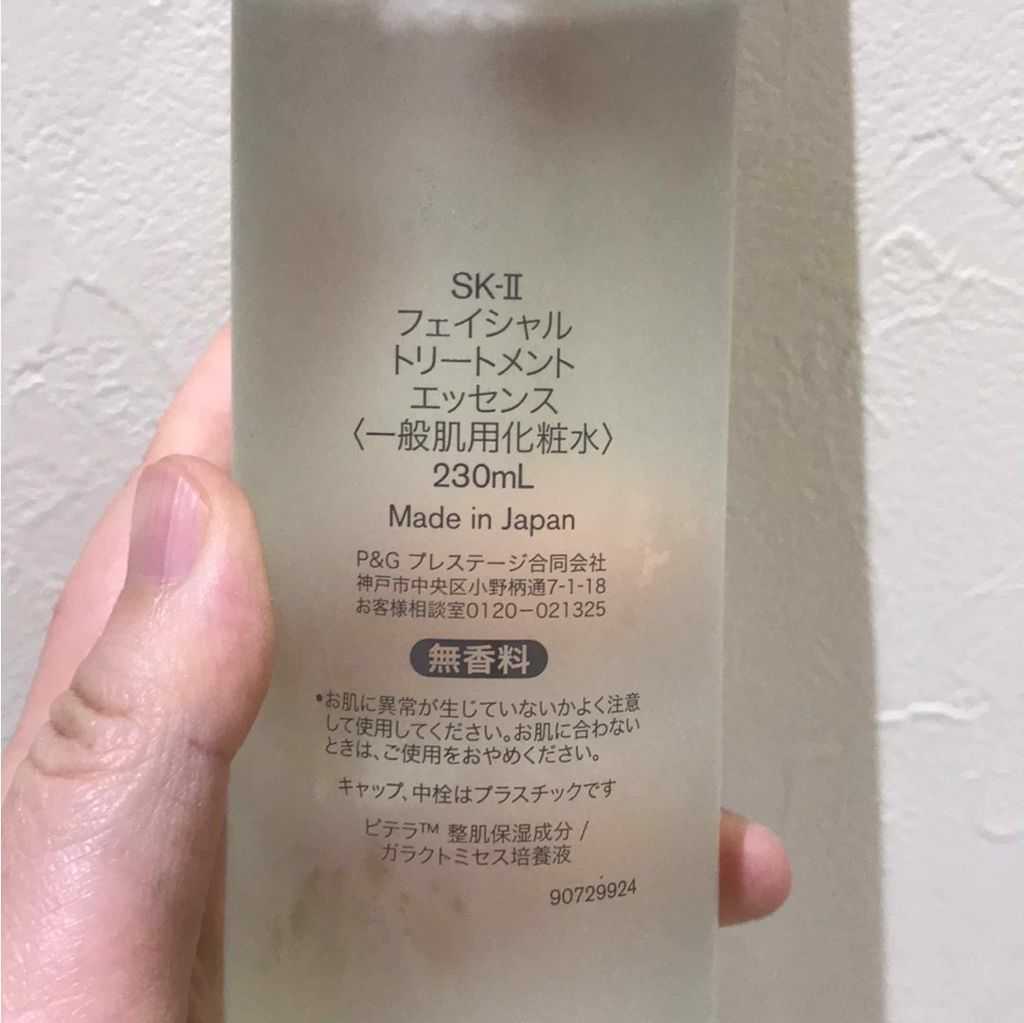 SK-Ⅱ
フェイシャル
トリートメント
エッセンス
〈一般肌用化粧水〉
230mL
Made in Japan
P&G プレステージ合同会社
神戸市中央区小野柄通7-1-18
お客様相談室0120-021325
無香料
•お肌に異常が生じていないかよく注意
して使用してください。お肌に合わない
ときは、ご使用をおやめください。
キャップ、中栓はプラスチックです
ピテラ™ 整肌保湿成分 /
ガラクトミセス培養液
90729924